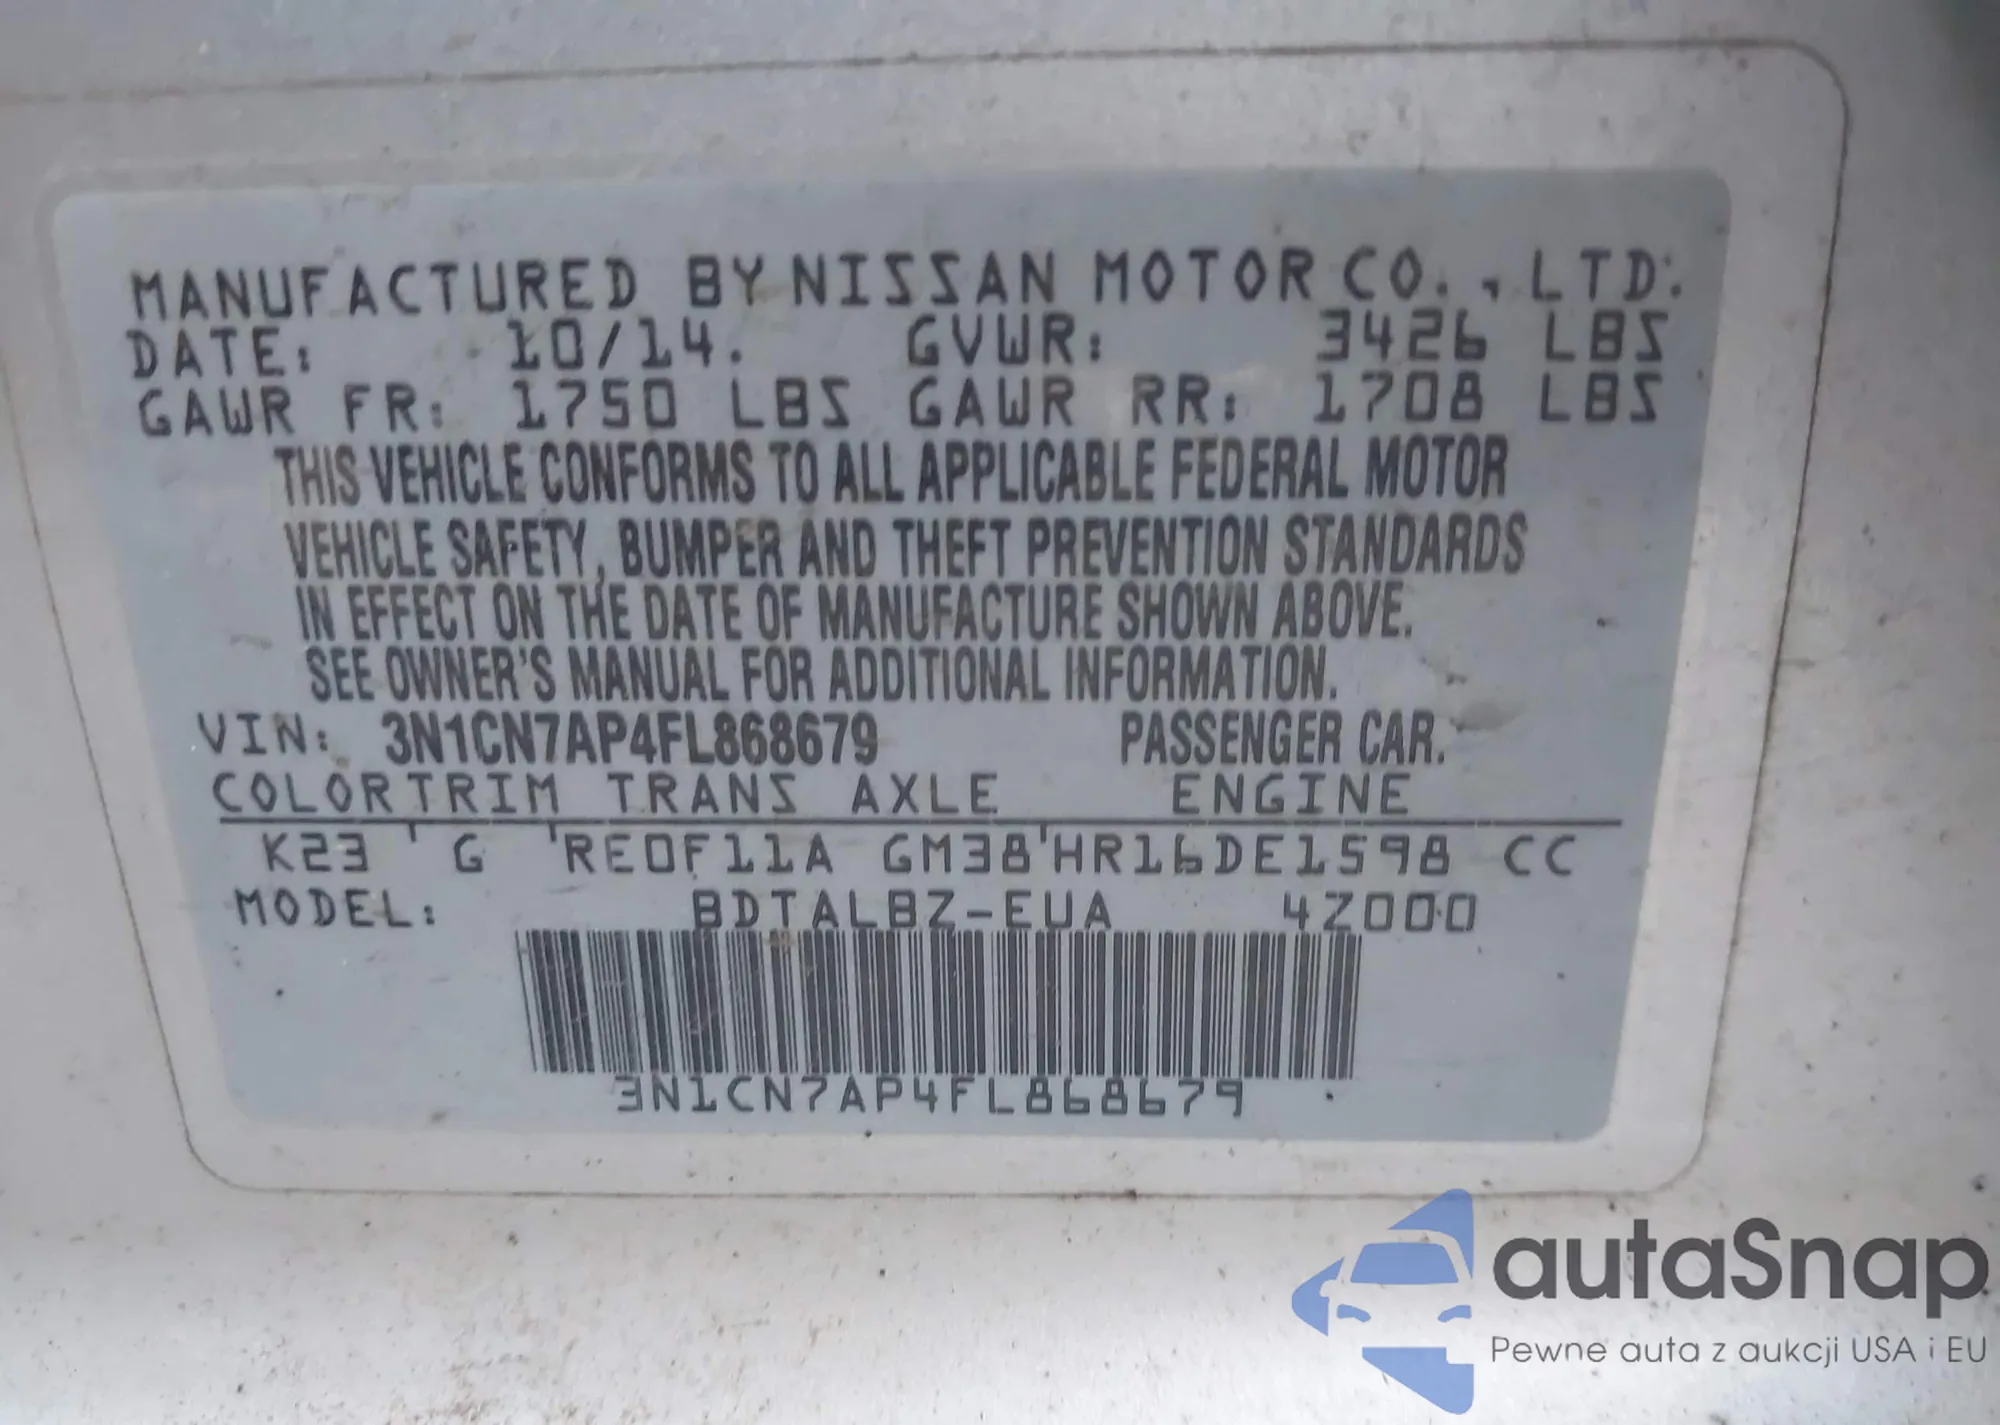 MANUFACTURED BY NISSAN MOTOR CO., LTD.
DATE: 10/14. GVWR: 3426 LBS
GAWR FR: 1750 LBS GAWR RR: 1708 LBS
THIS VEHICLE CONFORMS TO ALL APPLICABLE FEDERAL MOTOR
VEHICLE SAFETY, BUMPER AND THEFT PREVENTION STANDARDS
IN EFFECT ON THE DATE OF MANUFACTURE SHOWN ABOVE.
SEE OWNER'S MANUAL FOR ADDITIONAL INFORMATION.
VIN: 3N1CN7AP4FL868679 PASSENGER CAR.
COLOR TRIM TRANS AXLE ENGINE
K23 ' G 'RE0F11A GM38'HR16DE1598 CC
MODEL: BDTALBZ-EUA 4Z000
3N1CN7AP4FL868679
autaSnap
Pewne auta z aukcji USA i EU